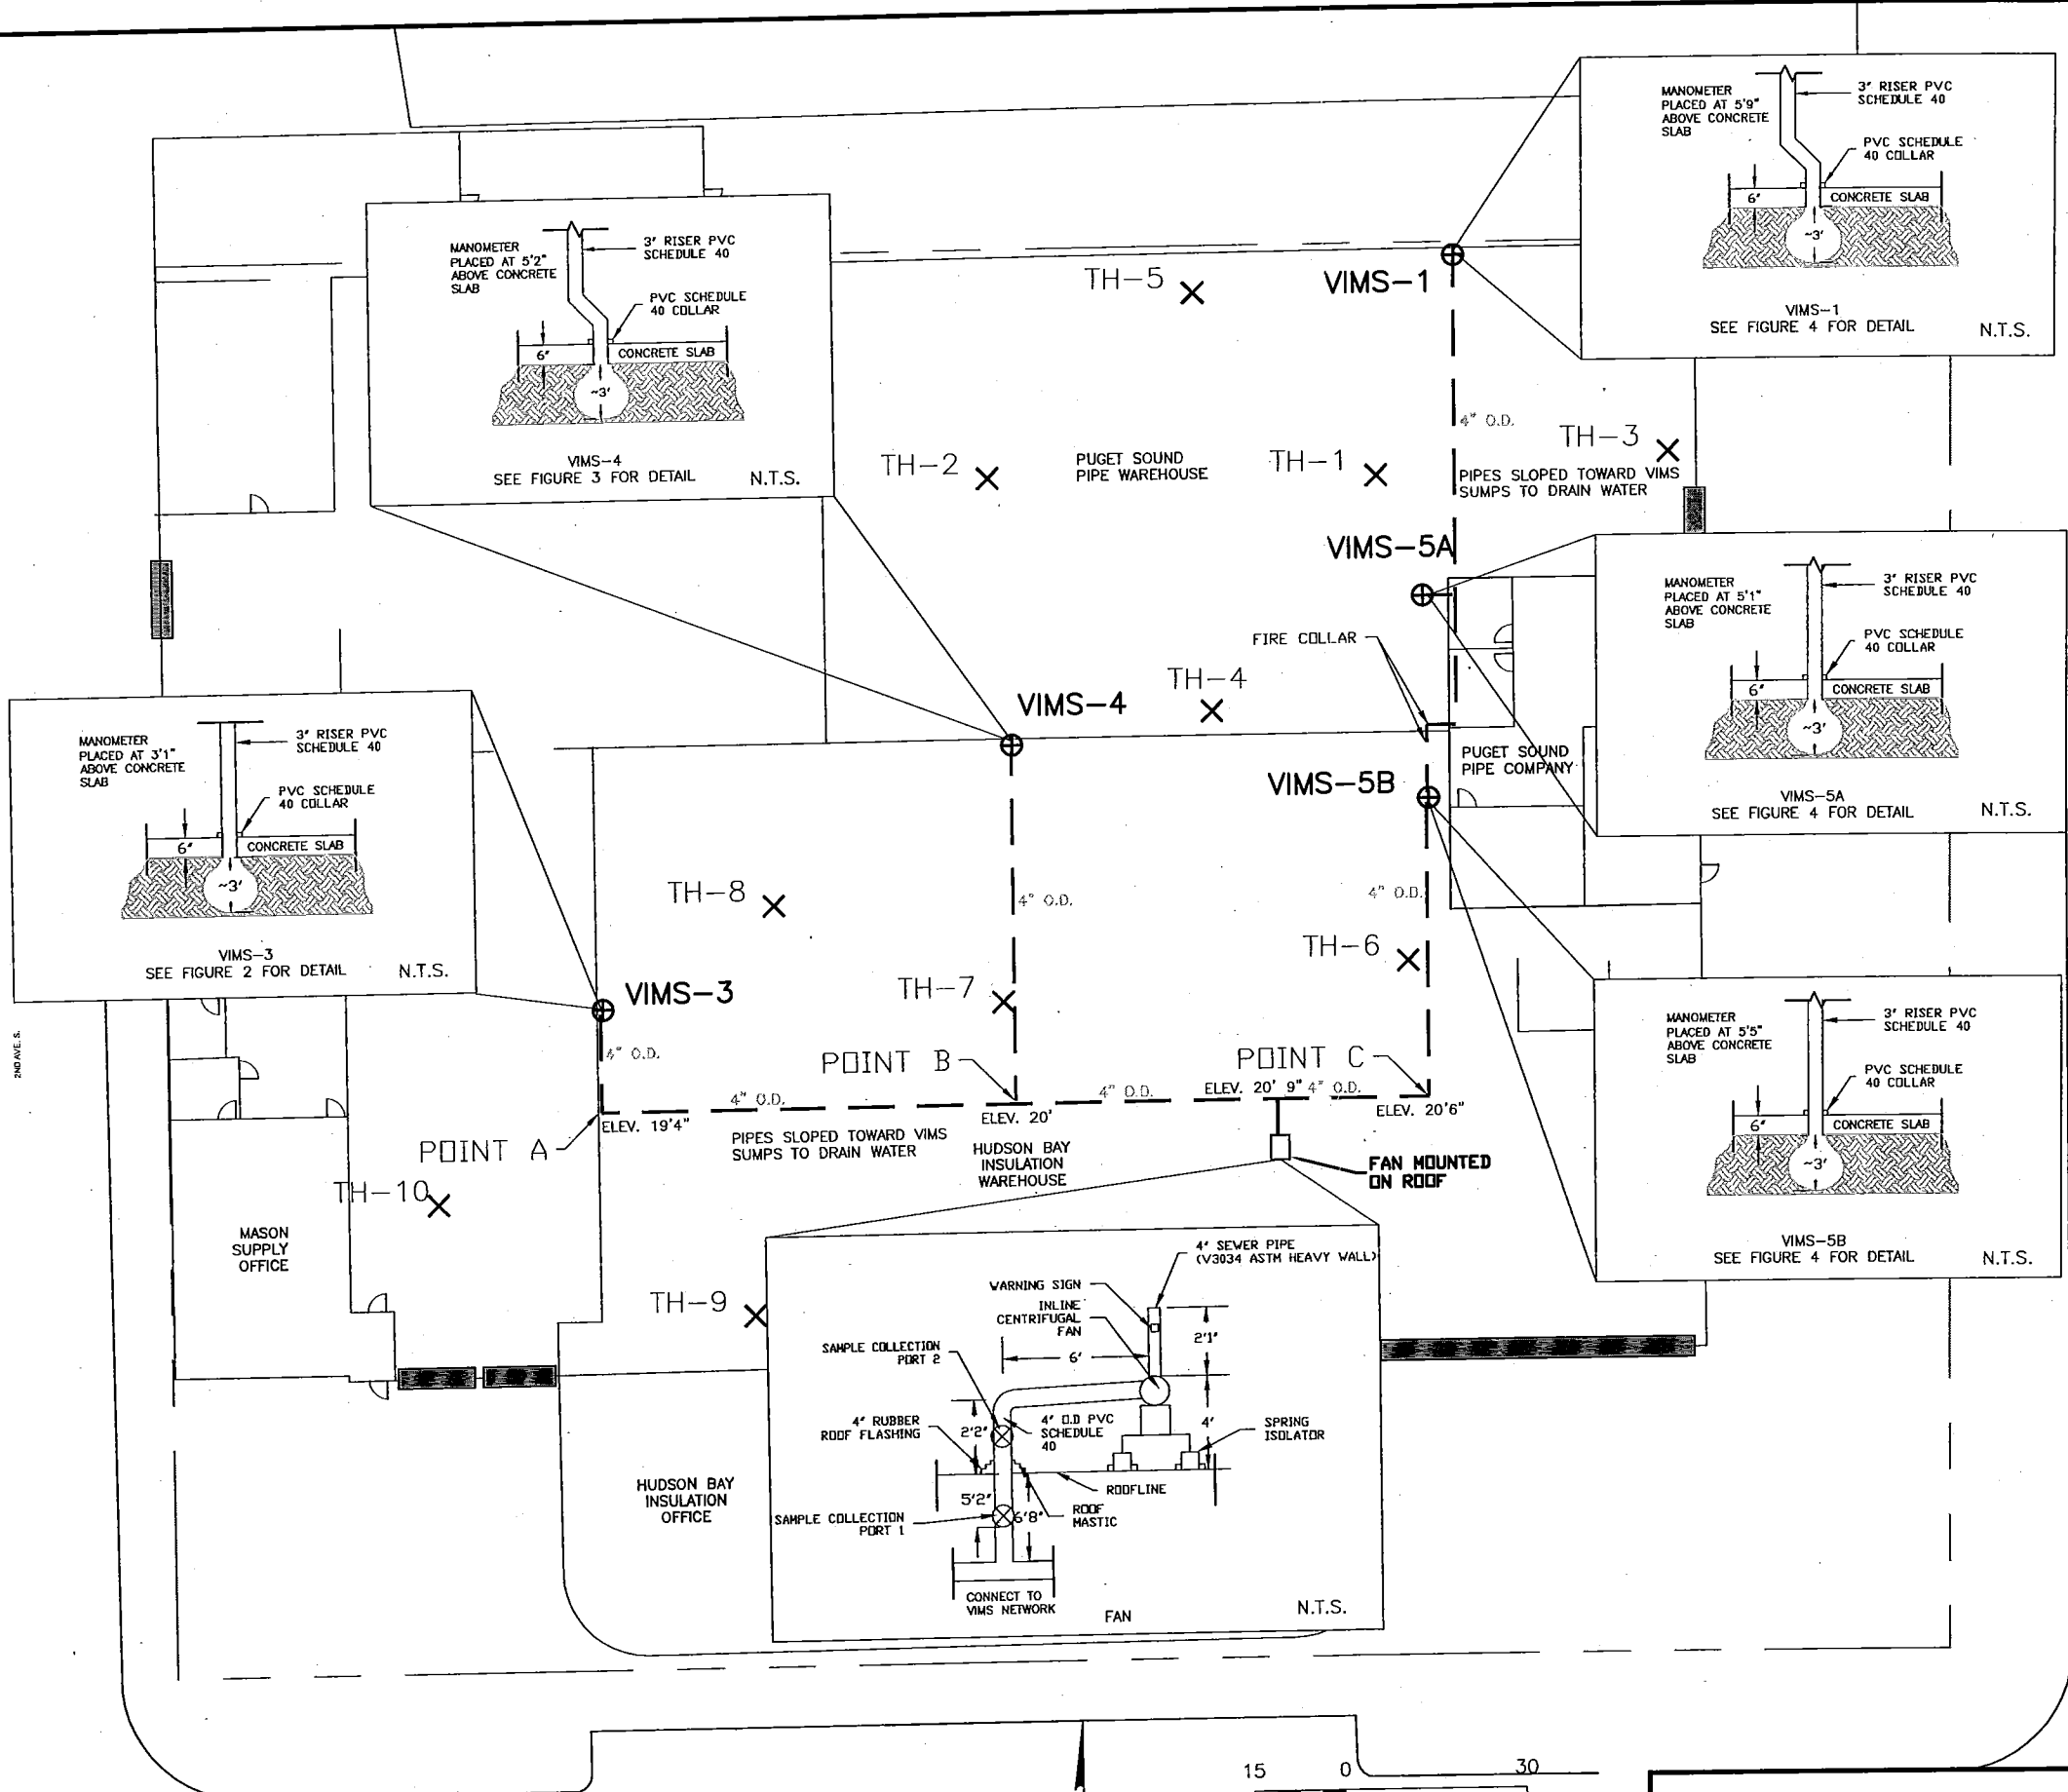 MANOMETER
PLACED AT 5'9"
ABOVE CONCRETE
SLAB
3" RISER PVC
SCHEDULE 40
PVC SCHEDULE
40 COLLAR
6"
CONCRETE SLAB
~3'
VIMS-1
SEE FIGURE 4 FOR DETAIL
N.T.S.
MANOMETER
PLACED AT 5'2"
ABOVE CONCRETE
SLAB
3" RISER PVC
SCHEDULE 40
PVC SCHEDULE
40 COLLAR
6"
CONCRETE SLAB
~3'
VIMS-4
SEE FIGURE 3 FOR DETAIL
N.T.S.
TH-5
VIMS-1
4" O.D.
TH-3
TH-2
PUGET SOUND
PIPE WAREHOUSE
TH-1
PIPES SLOPED TOWARD VIMS
SUMPS TO DRAIN WATER
VIMS-5A
MANOMETER
PLACED AT 5'1"
ABOVE CONCRETE
SLAB
3" RISER PVC
SCHEDULE 40
PVC SCHEDULE
40 COLLAR
6"
CONCRETE SLAB
~3'
VIMS-5A
SEE FIGURE 4 FOR DETAIL
N.T.S.
FIRE COLLAR
TH-4
VIMS-4
PUGET SOUND
PIPE COMPANY
VIMS-5B
MANOMETER
PLACED AT 3'1"
ABOVE CONCRETE
SLAB
3" RISER PVC
SCHEDULE 40
PVC SCHEDULE
40 COLLAR
6"
CONCRETE SLAB
~3'
VIMS-3
SEE FIGURE 2 FOR DETAIL
N.T.S.
TH-8
4" O.D.
4" O.D.
TH-6
VIMS-3
TH-7
MANOMETER
PLACED AT 5'5"
ABOVE CONCRETE
SLAB
3" RISER PVC
SCHEDULE 40
PVC SCHEDULE
40 COLLAR
6"
CONCRETE SLAB
~3'
VIMS-5B
SEE FIGURE 4 FOR DETAIL
N.T.S.
2ND AVE. S.
4" O.D.
POINT B
POINT C
4" O.D.
4" O.D.
ELEV. 20' 9"
4" O.D.
ELEV. 19'4"
ELEV. 20'
ELEV. 20'6"
POINT A
PIPES SLOPED TOWARD VIMS
SUMPS TO DRAIN WATER
HUDSON BAY
INSULATION
WAREHOUSE
FAN MOUNTED
ON ROOF
TH-10
MASON
SUPPLY
OFFICE
TH-9
4" SEWER PIPE
(V3034 ASTM HEAVY WALL)
WARNING SIGN
INLINE
CENTRIFUGAL
FAN
2'1"
SAMPLE COLLECTION
PORT 2
6'
4" RUBBER
ROOF FLASHING
2'2"
4" O.D PVC
SCHEDULE
40
4'
SPRING
ISOLATOR
ROOFLINE
5'2"
ROOF
MASTIC
SAMPLE COLLECTION
PORT 1
6'8"
CONNECT TO
VIMS NETWORK
FAN
N.T.S.
HUDSON BAY
INSULATION
OFFICE
15
0
30